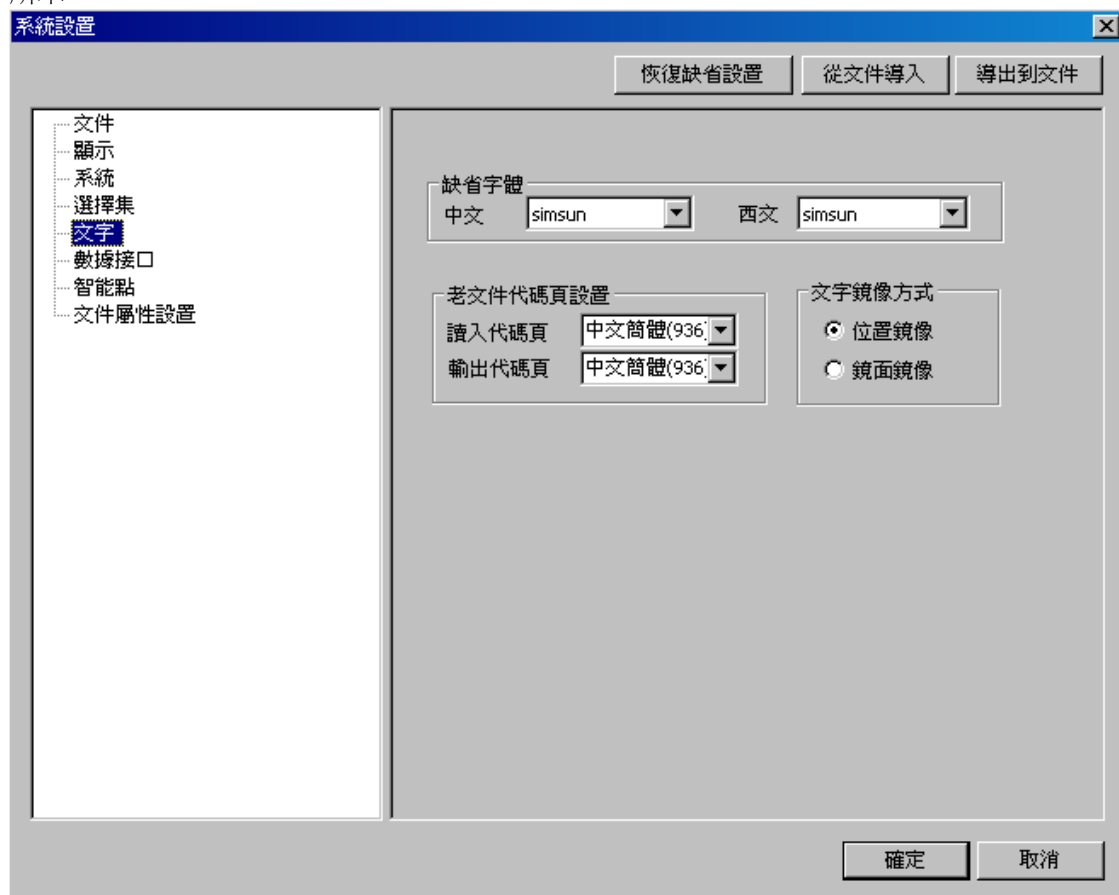 系統設置
恢復缺省設置 從文件導入 導出到文件
文件
顯示
系統
選擇集
文字
數據接口
智能點
文件屬性設置
缺省字體
中文 simsun 西文 simsun
老文件代碼頁設置
讀入代碼頁 中文簡體(936)
輸出代碼頁 中文簡體(936)
文字鏡像方式
位置鏡像
鏡面鏡像
確定 取消